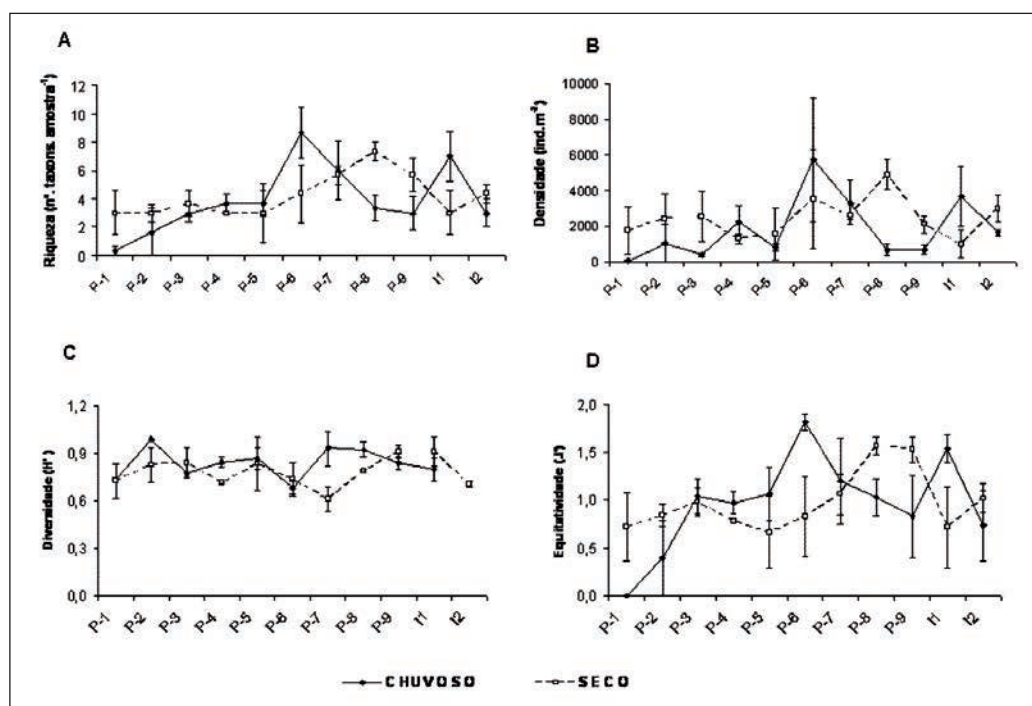 A
Riqueza (nº. taxons. amostra⁻¹)
12
10
8
6
4
2
0
P-1 P-2 P-3 P-4 P-5 P-6 P-7 P-8 P-9 I1 I2
B
Densidade (ind.m⁻²)
10000
8000
6000
4000
2000
0
P-1 P-2 P-3 P-4 P-5 P-6 P-7 P-8 P-9 I1 I2
C
Diversidade (H')
1,2
0,9
0,6
0,3
0,0
P-1 P-2 P-3 P-4 P-5 P-6 P-7 P-8 P-9 I1 I2
D
Equitatividade (J')
2,0
1,5
1,0
0,5
0,0
P-1 P-2 P-3 P-4 P-5 P-6 P-7 P-8 P-9 I1 I2
CHUVOSO SECO